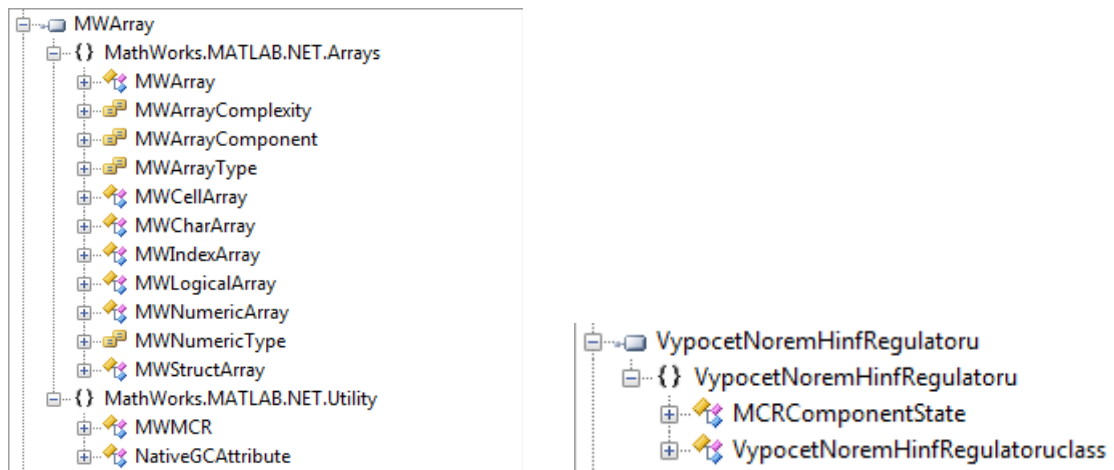 MWArray
{} MathWorks.MATLAB.NET.Arrays
MWArray
MWArrayComplexity
MWArrayComponent
MWArrayType
MWCellArray
MWCharArray
MWIndexArray
MWLogicalArray
MWNumericArray
MWNumericType
MWStructArray
{} MathWorks.MATLAB.NET.Utility
MWMCR
NativeGCAttribute
VypocetNoremHinfRegulatoru
{} VypocetNoremHinfRegulatoru
MCRComponentState
VypocetNoremHinfRegulatoruclass